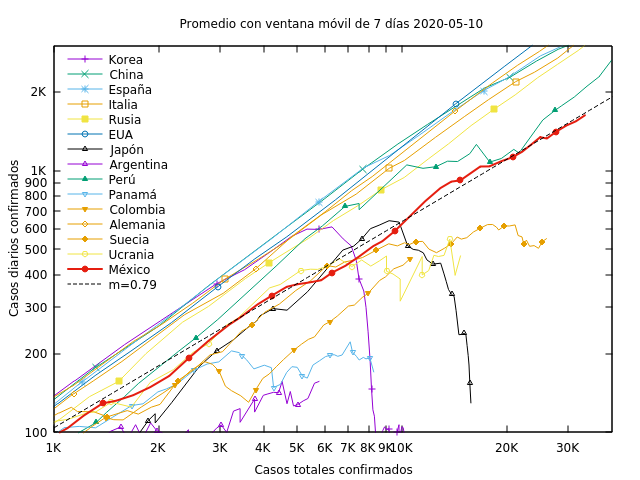 Promedio con ventana móvil de 7 días 2020-05-10
Casos diarios confirmados
2K
1K
900
800
700
600
500
400
300
200
100
Korea
China
España
Italia
Rusia
EUA
Japón
Argentina
Perú
Panamá
Colombia
Alemania
Suecia
Ucrania
México
m=0.79
1K 2K 3K 4K 5K 6K 7K 8K 9K 10K 20K 30K
Casos totales confirmados